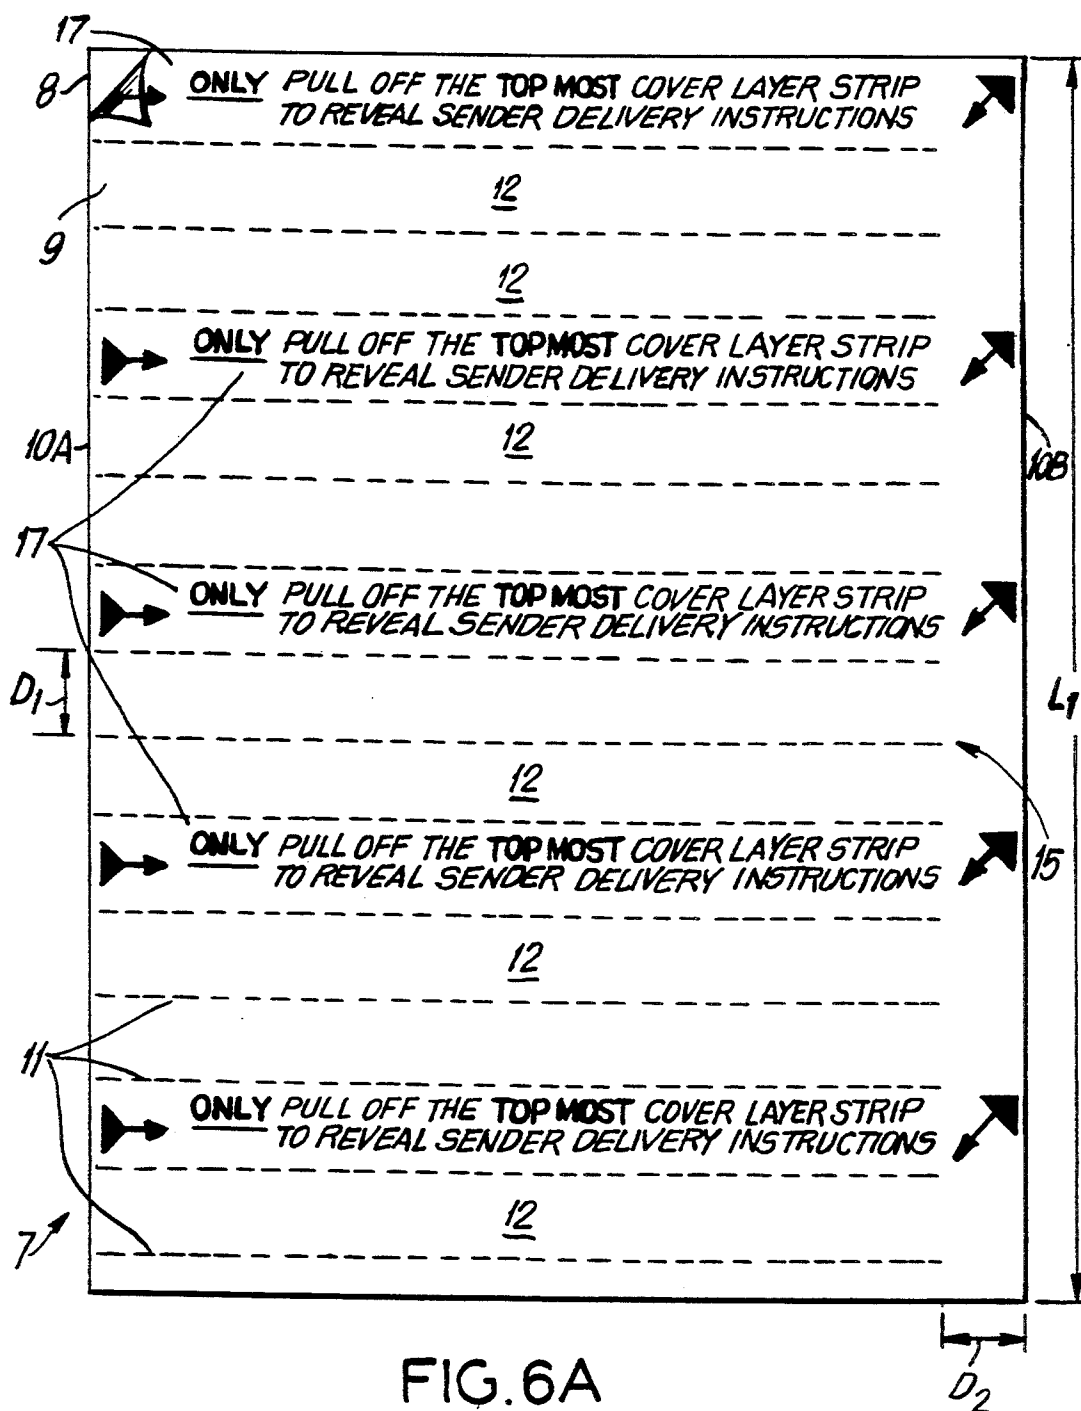 17
8
ONLY PULL OFF THE TOP MOST COVER LAYER STRIP
TO REVEAL SENDER DELIVERY INSTRUCTIONS
12
9
12
ONLY PULL OFF THE TOPMOST COVER LAYER STRIP
TO REVEAL SENDER DELIVERY INSTRUCTIONS
10A
12
10B
17
ONLY PULL OFF THE TOP MOST COVER LAYER STRIP
TO REVEAL SENDER DELIVERY INSTRUCTIONS
D1
L1
12
ONLY PULL OFF THE TOP MOST COVER LAYER STRIP
TO REVEAL SENDER DELIVERY INSTRUCTIONS
15
12
11
ONLY PULL OFF THE TOP MOST COVER LAYER STRIP
TO REVEAL SENDER DELIVERY INSTRUCTIONS
12
7
D2
FIG.6A